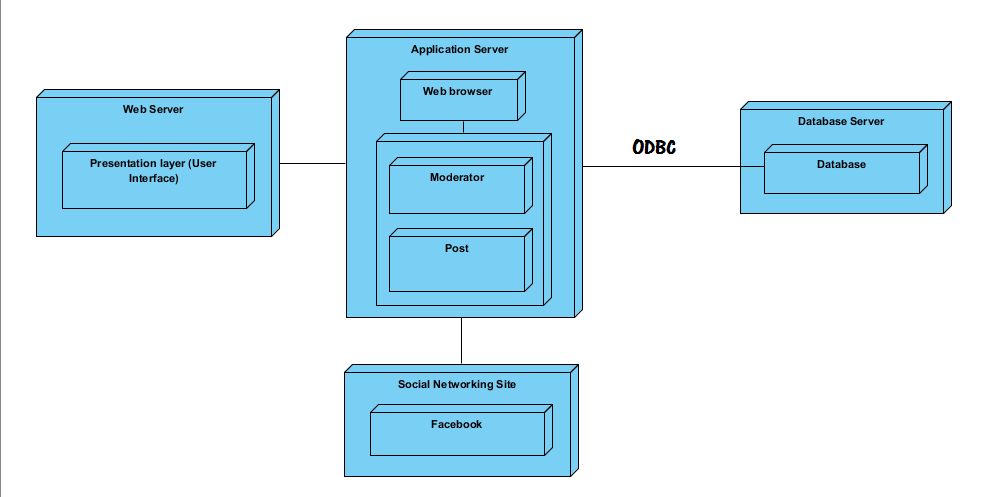 Application Server
Web browser
Web Server
Presentation layer (User
Interface)
Moderator
Post
ODBC
Database Server
Database
Social Networking Site
Facebook